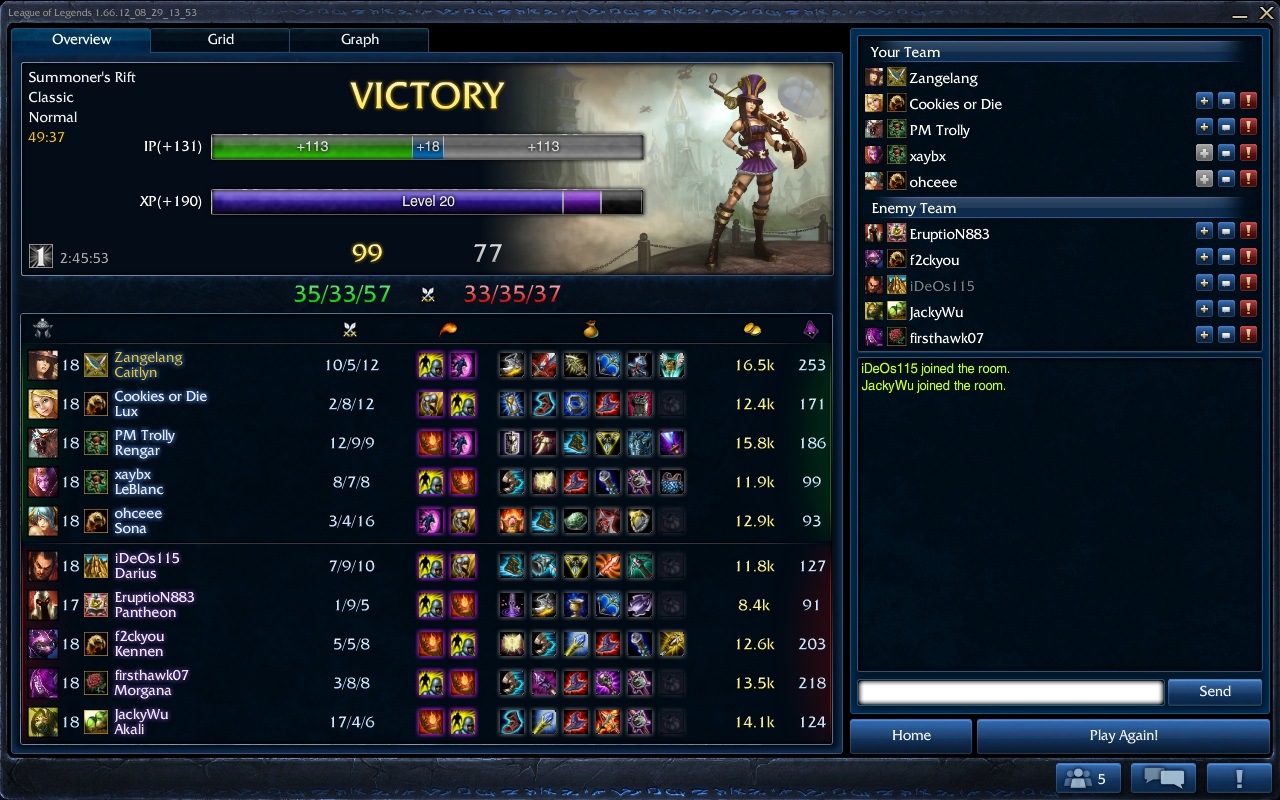 League of Legends 1.66.12_08_29_13_53
Overview
Grid
Graph
Summoner's Rift
Classic
Normal
49:37
VICTORY
IP(+131)
+113
+18
+113
XP(+190)
Level 20
1
2:45:53
99
77
35/33/57
33/35/37
18 Zangelang
Caitlyn
10/5/12 16.5k 253
18 Cookies or Die
Lux
2/8/12 12.4k 171
18 PM Trolly
Rengar
12/9/9 15.8k 186
18 xaybx
LeBlanc
8/7/8 11.9k 99
18 ohceee
Sona
3/4/16 12.9k 93
18 iDeOs115
Darius
7/9/10 11.8k 127
17 EruptioN883
Pantheon
1/9/5 8.4k 91
18 f2ckyou
Kennen
5/5/8 12.6k 203
18 firsthawk07
Morgana
3/8/8 13.5k 218
18 JackyWu
Akali
17/4/6 14.1k 124
Your Team
Zangelang
Cookies or Die
PM Trolly
xaybx
ohceee
Enemy Team
EruptioN883
f2ckyou
iDeOs115
JackyWu
firsthawk07
iDeOs115 joined the room.
JackyWu joined the room.
Send
Home
Play Again!
5